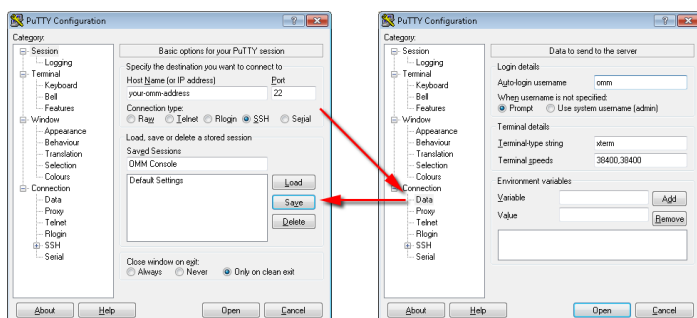 PuTTY Configuration
Category:
Session
Logging
Terminal
Keyboard
Bell
Features
Window
Appearance
Behaviour
Translation
Selection
Colours
Connection
Data
Proxy
Telnet
Rlogin
SSH
Serial
Basic options for your PuTTY session
Specify the destination you want to connect to
Host Name (or IP address) Port
your-omm-address 22
Connection type:
Raw Telnet Rlogin SSH Serial
Load, save or delete a stored session
Saved Sessions
OMM Console
Default Settings
Load
Save
Delete
Close window on exit:
Always Never Only on clean exit
About Help Open Cancel
PuTTY Configuration
Category:
Session
Logging
Terminal
Keyboard
Bell
Features
Window
Appearance
Behaviour
Translation
Selection
Colours
Connection
Data
Proxy
Telnet
Rlogin
SSH
Serial
Data to send to the server
Login details
Auto-login username omm
When username is not specified:
Prompt Use system username (admin)
Terminal details
Terminal-type string xterm
Terminal speeds 38400,38400
Environment variables
Variable Add
Value Remove
About Help Open Cancel